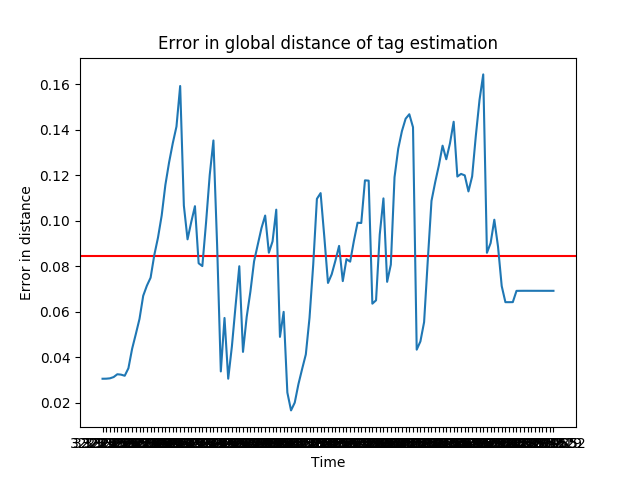 Error in global distance of tag estimation
0.16
0.14
0.12
0.10
0.08
0.06
0.04
0.02
Error in distance
Time